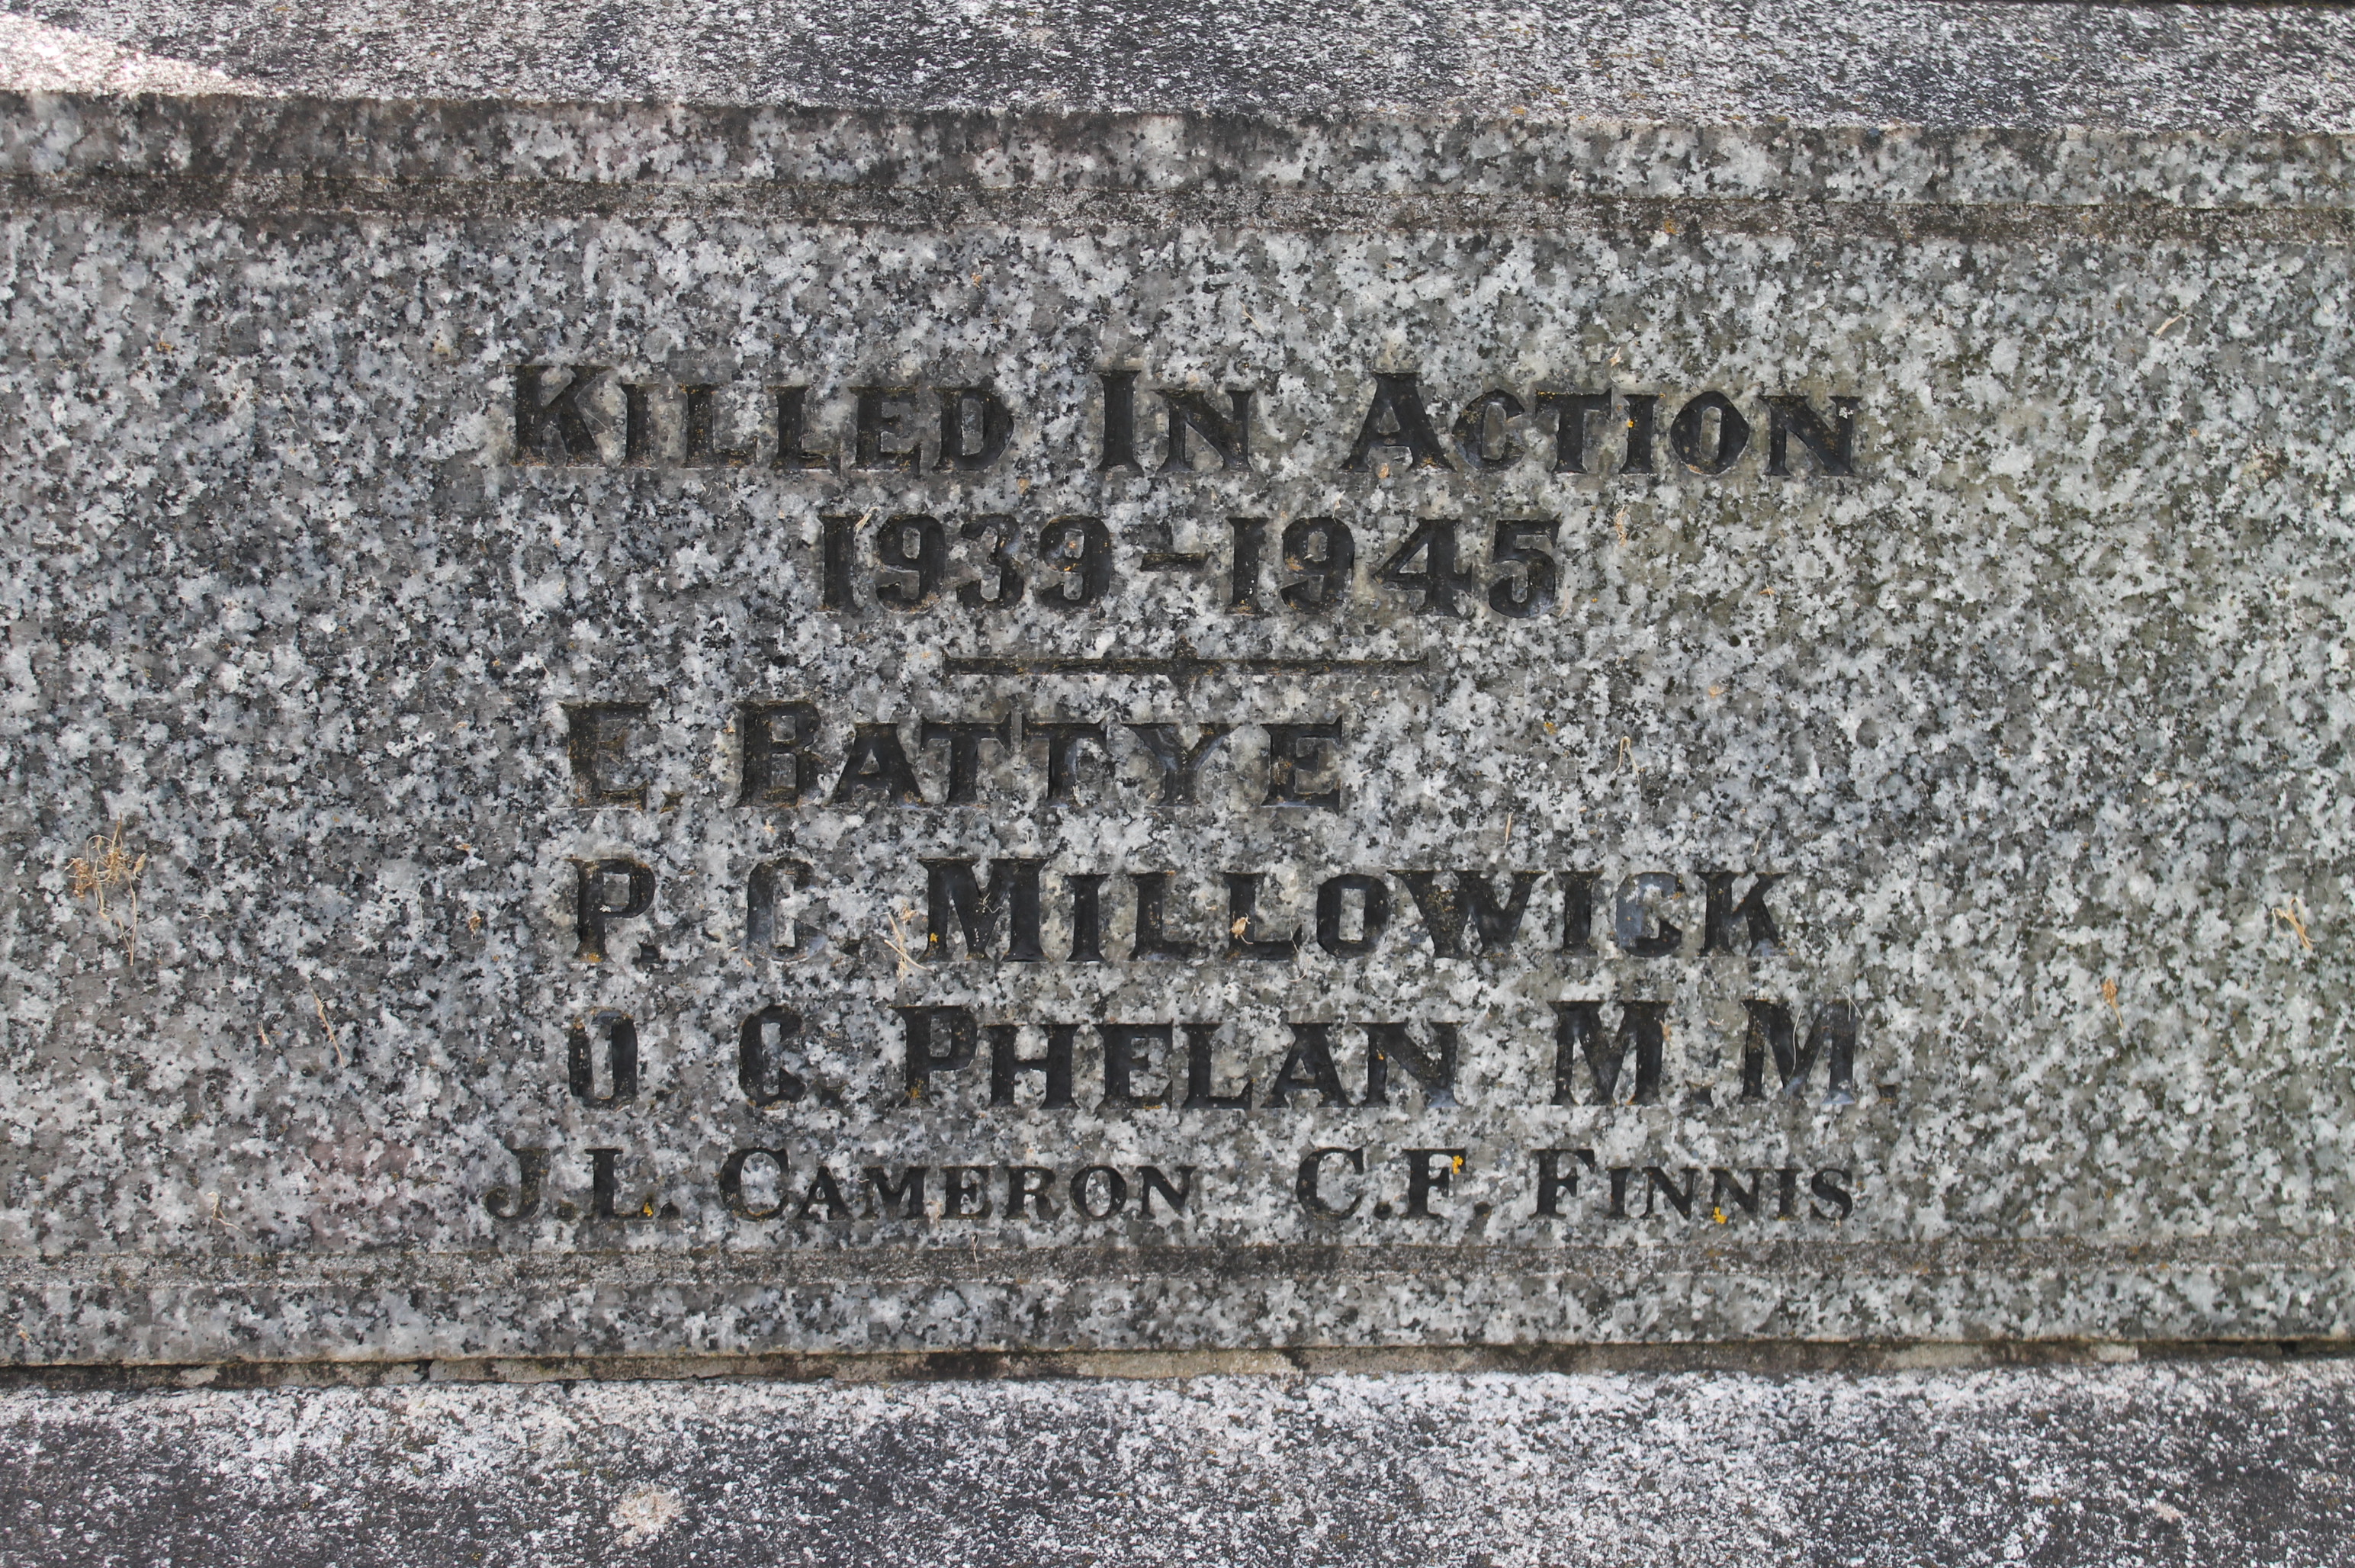 KILLED IN ACTION
1939-1945
E. BATTYE
P. C. MILLOWICK
O. C. PHELAN M.M.
J.L. CAMERON C.F. FINNIS